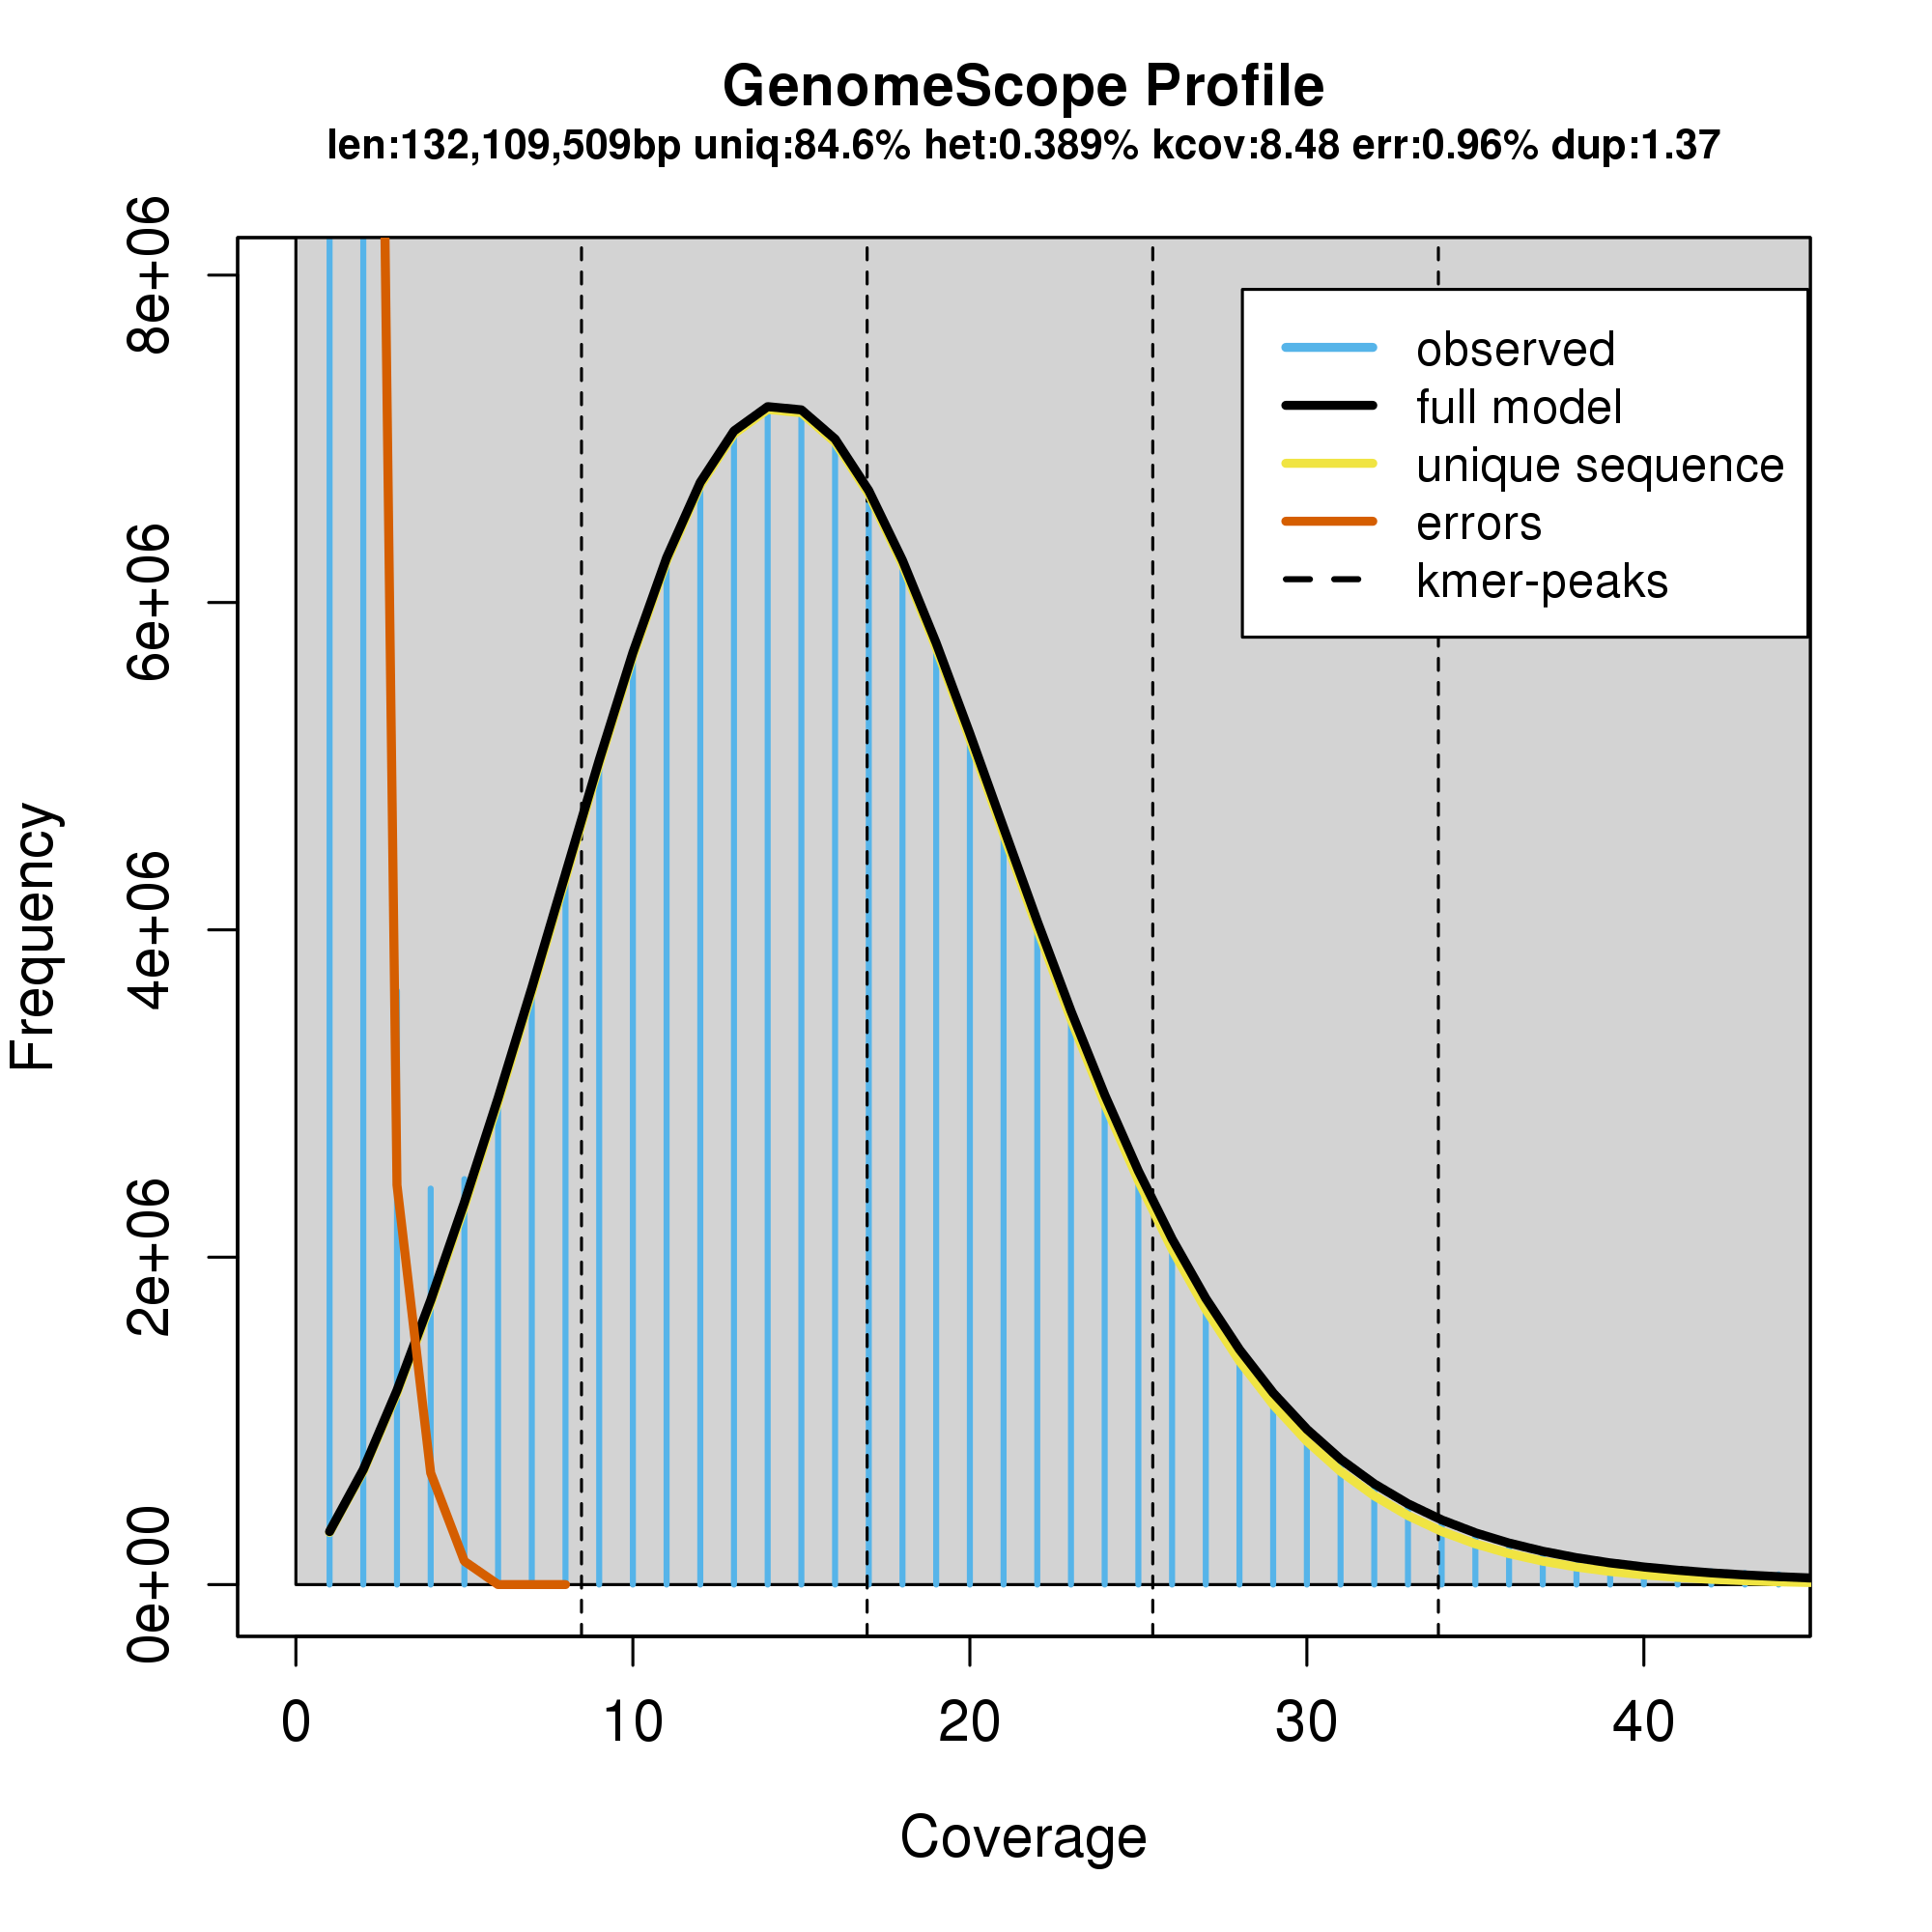 GenomeScope Profile
len:132,109,509bp uniq:84.6% het:0.389% kcov:8.48 err:0.96% dup:1.37
8e+06
6e+06
4e+06
2e+06
0e+00
Frequency
observed
full model
unique sequence
errors
kmer-peaks
0 10 20 30 40
Coverage